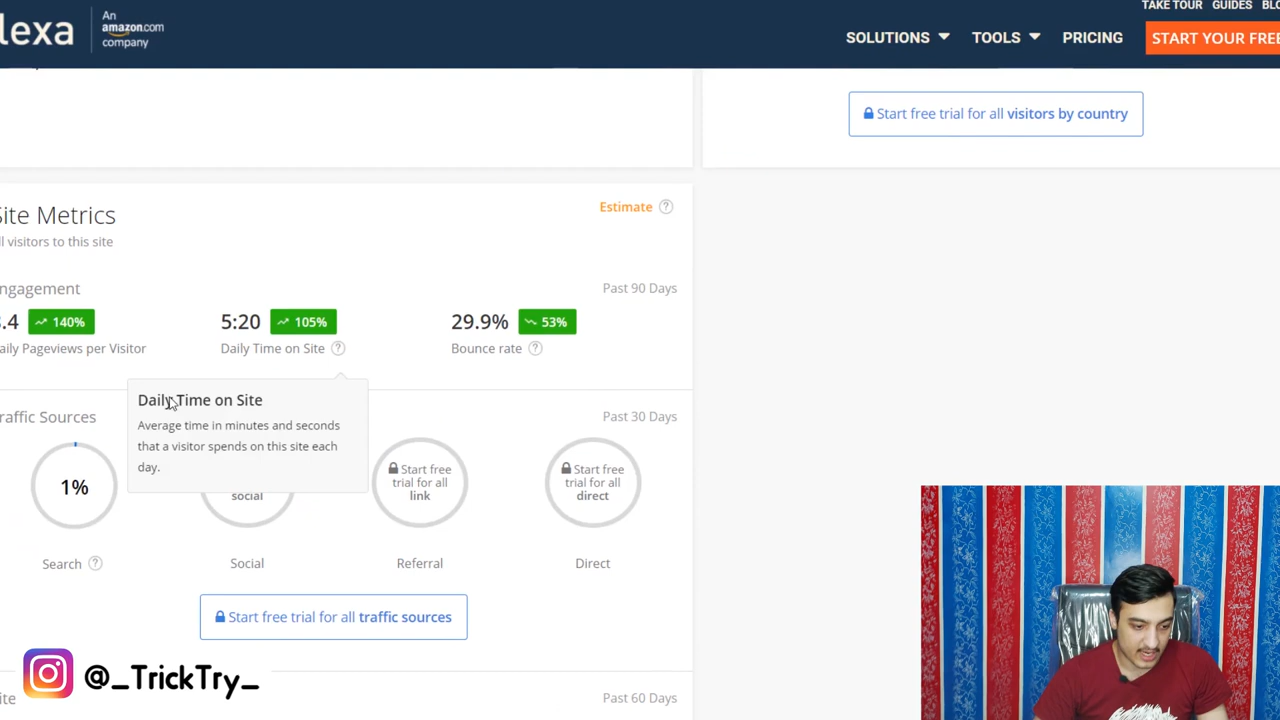 lexa
An
amazon.com
company
TAKE TOUR GUIDES BLO
SOLUTIONS TOOLS PRICING START YOUR FREE
Start free trial for all visitors by country
Site Metrics
Estimate ?
ll visitors to this site
ngagement
Past 90 Days
.4 140%
5:20 105%
29.9% 53%
aily Pageviews per Visitor
Daily Time on Site ?
Bounce rate ?
Daily Time on Site
Average time in minutes and seconds
that a visitor spends on this site each
day.
raffic Sources
Past 30 Days
1%
social
Start free
trial for all
link
Start free
trial for all
direct
Search ?
Social
Referral
Direct
Start free trial for all traffic sources
@_TrickTry_
ite
Past 60 Days